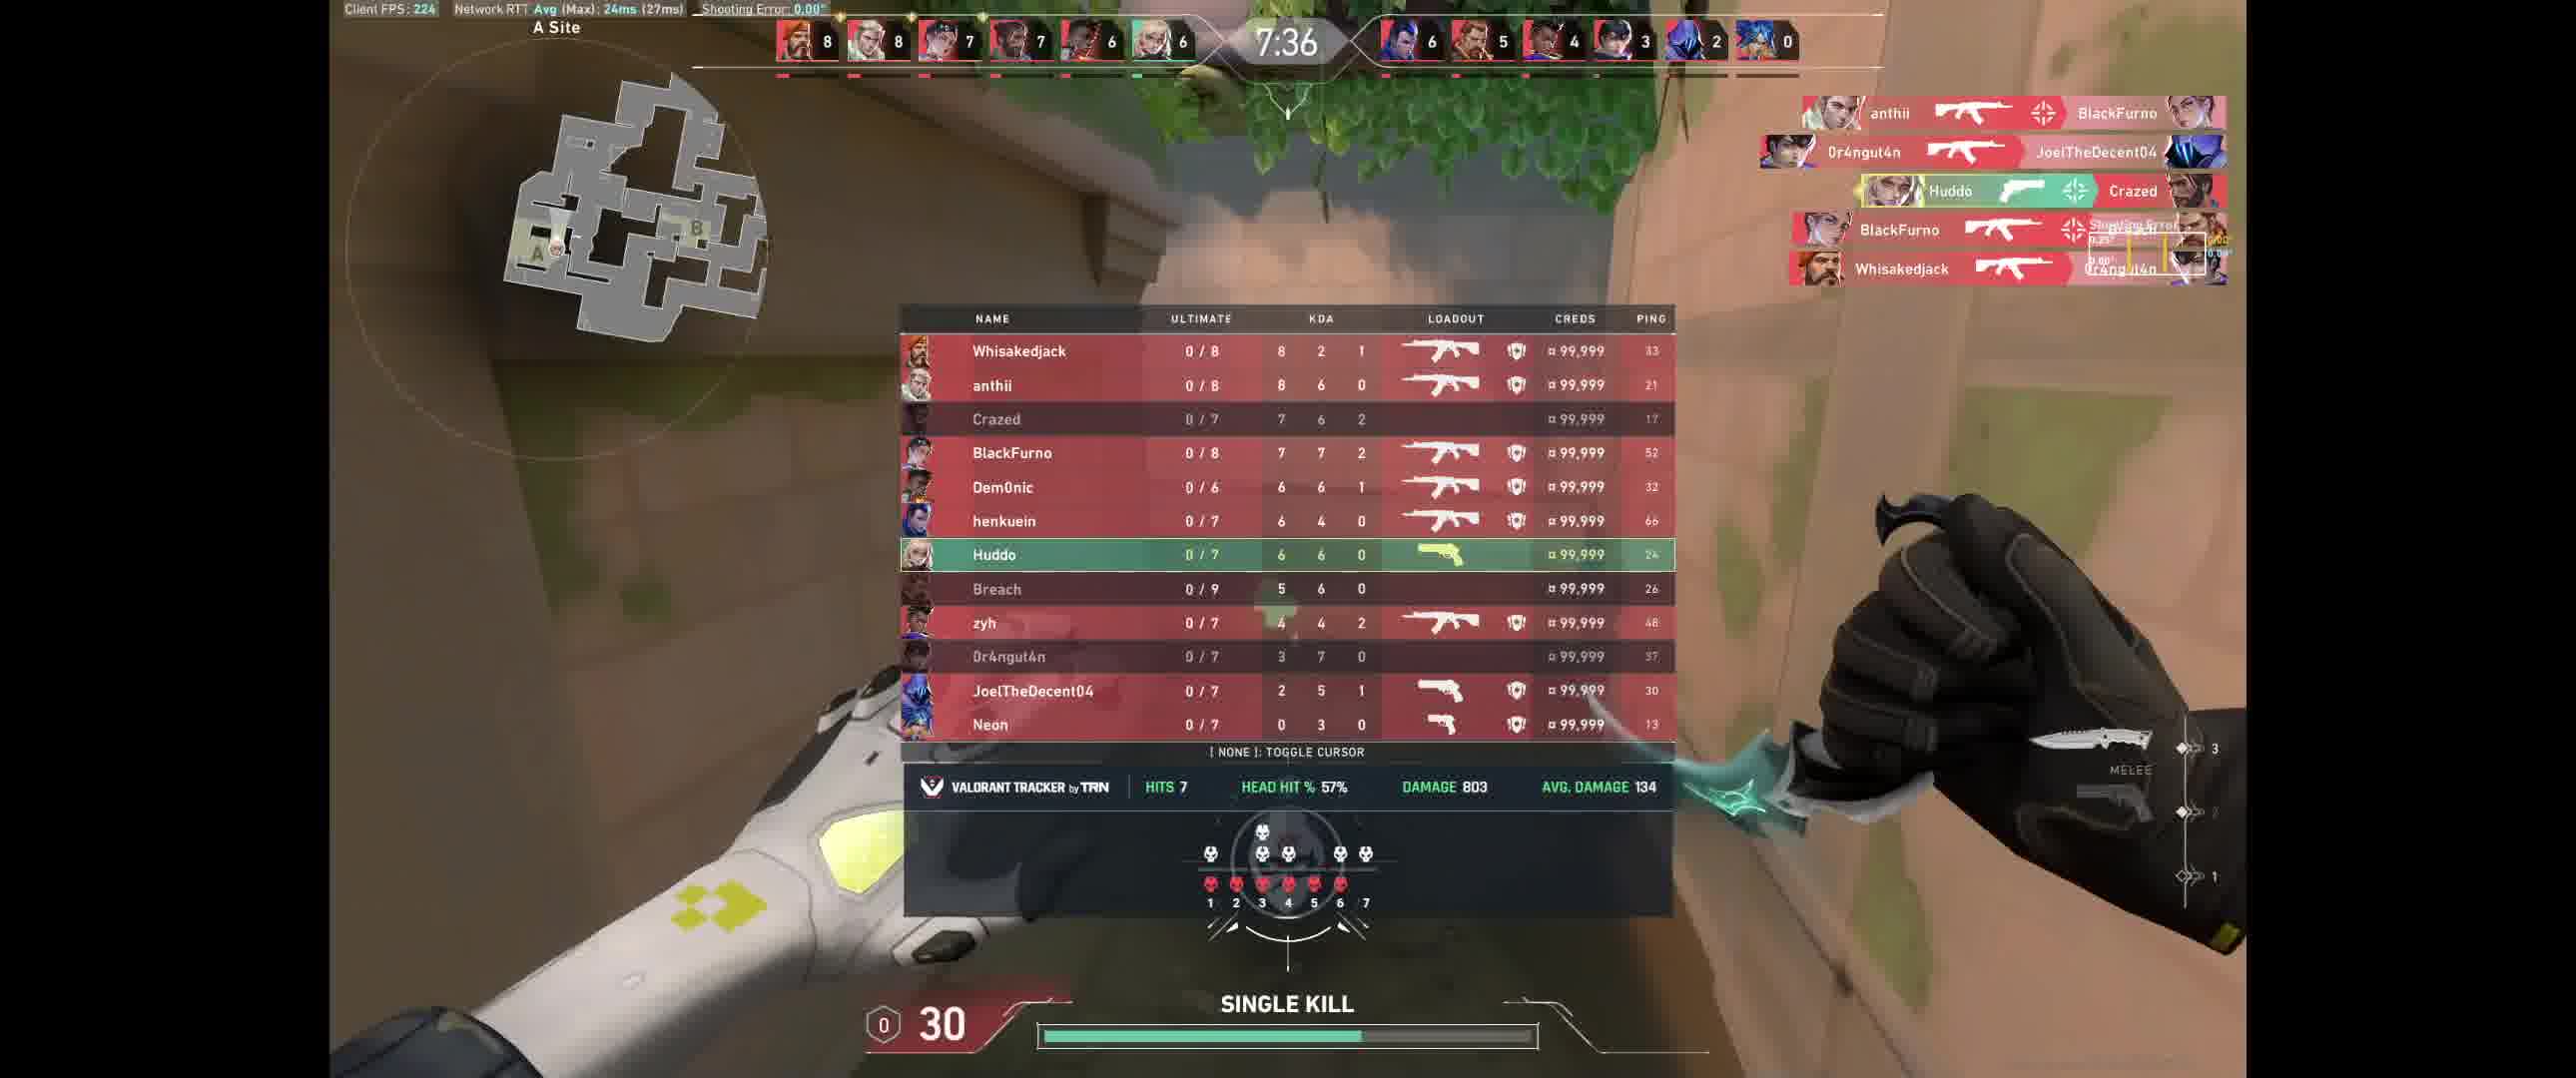 Client FPS: 224 Network RTT Avg (Max): 24ms (27ms) Shooting Error: 0.00°
A Site
8 8 7 7 6 6 7:36 6 5 4 3 2 0
anthii BlackFurno
0r4ngut4n JoelTheDecent04
Huddo Crazed
BlackFurno
Shooting Error
Whisakedjack 0r4ngut4n
A B
NAME ULTIMATE KDA LOADOUT CREDS PING
Whisakedjack 0 / 8 8 2 1 ¤ 99,999 33
anthii 0 / 8 8 6 0 ¤ 99,999 21
Crazed 0 / 7 7 6 2 ¤ 99,999 17
BlackFurno 0 / 8 7 7 2 ¤ 99,999 52
Dem0nic 0 / 6 6 6 1 ¤ 99,999 32
henkuein 0 / 7 6 4 0 ¤ 99,999 66
Huddo 0 / 7 6 6 0 ¤ 99,999 24
Breach 0 / 9 5 6 0 ¤ 99,999 26
zyh 0 / 7 4 4 2 ¤ 99,999 48
0r4ngut4n 0 / 7 3 7 0 ¤ 99,999 37
JoelTheDecent04 0 / 7 2 5 1 ¤ 99,999 30
Neon 0 / 7 0 3 0 ¤ 99,999 13
[ NONE ]: TOGGLE CURSOR
VALORANT TRACKER by TRN HITS 7 HEAD HIT % 57% DAMAGE 803 AVG. DAMAGE 134
1 2 3 4 5 6 7
3
MELEE
2
1
SINGLE KILL
0 30